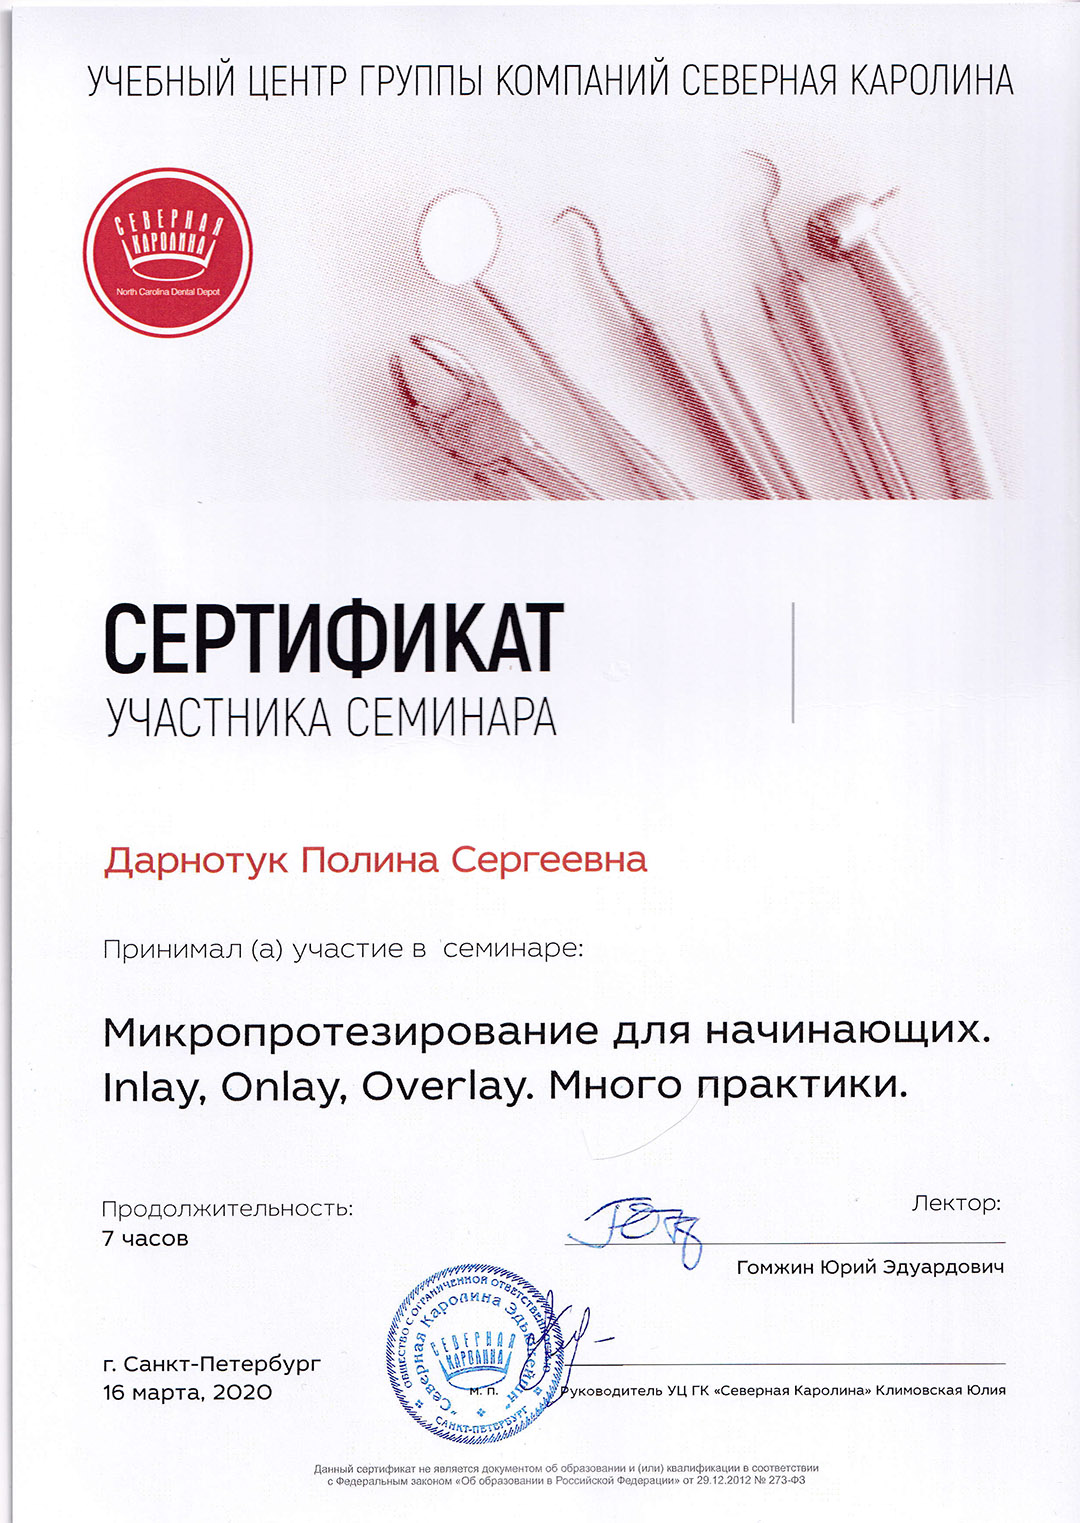 УЧЕБНЫЙ ЦЕНТР ГРУППЫ КОМПАНИЙ СЕВЕРНАЯ КАРОЛИНА
СЕВЕРНАЯ
КАРОЛИНА
North Carolina Dental Depot
СЕРТИФИКАТ
УЧАСТНИКА СЕМИНАРА
Дарнотук Полина Сергеевна
Принимал (а) участие в семинаре:
Микропротезирование для начинающих.
Inlay, Onlay, Overlay. Много практики.
Продолжительность:
7 часов
Лектор:
Гомжин Юрий Эдуардович
ОБЩЕСТВО С ОГРАНИЧЕННОЙ ОТВЕТСТВЕННОСТЬЮ
"Северная Каролина Эдьюкейшн"
СЕВЕРНАЯ
КАРОЛИНА
САНКТ-ПЕТЕРБУРГ
М. П.
г. Санкт-Петербург
16 марта, 2020
Руководитель УЦ ГК «Северная Каролина» Климовская Юлия
Данный сертификат не является документом об образовании и (или) квалификации в соответствии
с Федеральным законом «Об образовании в Российской Федерации» от 29.12.2012 № 273-ФЗ